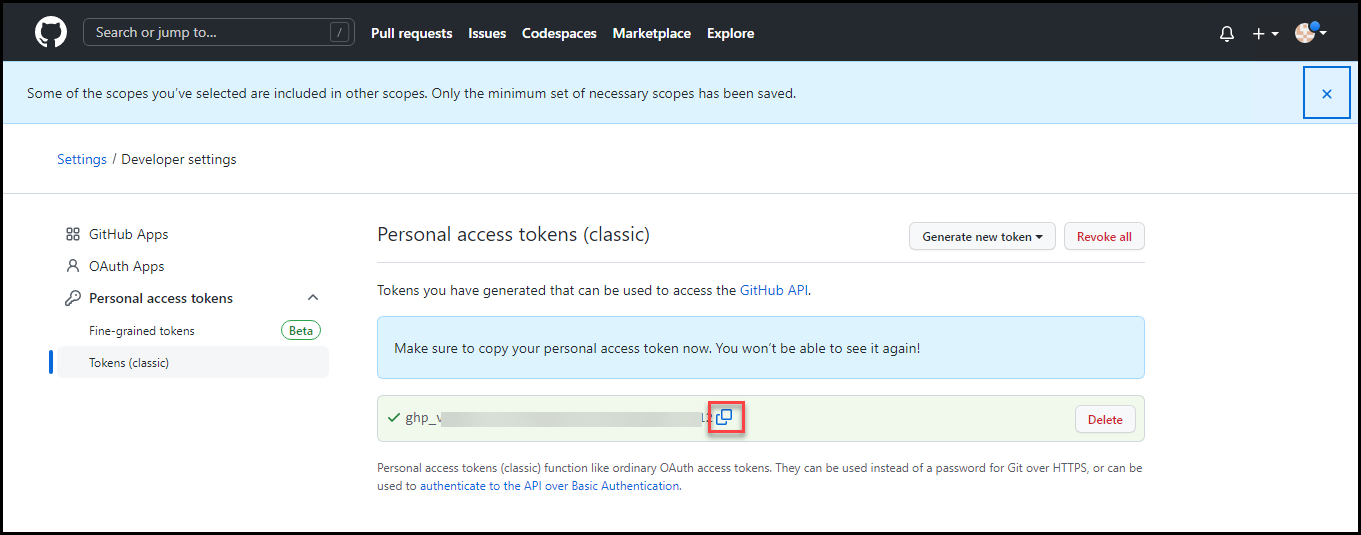 Search or jump to... / Pull requests Issues Codespaces Marketplace Explore
Some of the scopes you've selected are included in other scopes. Only the minimum set of necessary scopes has been saved.
Settings / Developer settings
GitHub Apps
OAuth Apps
Personal access tokens
Fine-grained tokens Beta
Tokens (classic)
Personal access tokens (classic) Generate new token Revoke all
Tokens you have generated that can be used to access the GitHub API.
Make sure to copy your personal access token now. You won't be able to see it again!
ghp_v Delete
Personal access tokens (classic) function like ordinary OAuth access tokens. They can be used instead of a password for Git over HTTPS, or can be
used to authenticate to the API over Basic Authentication.